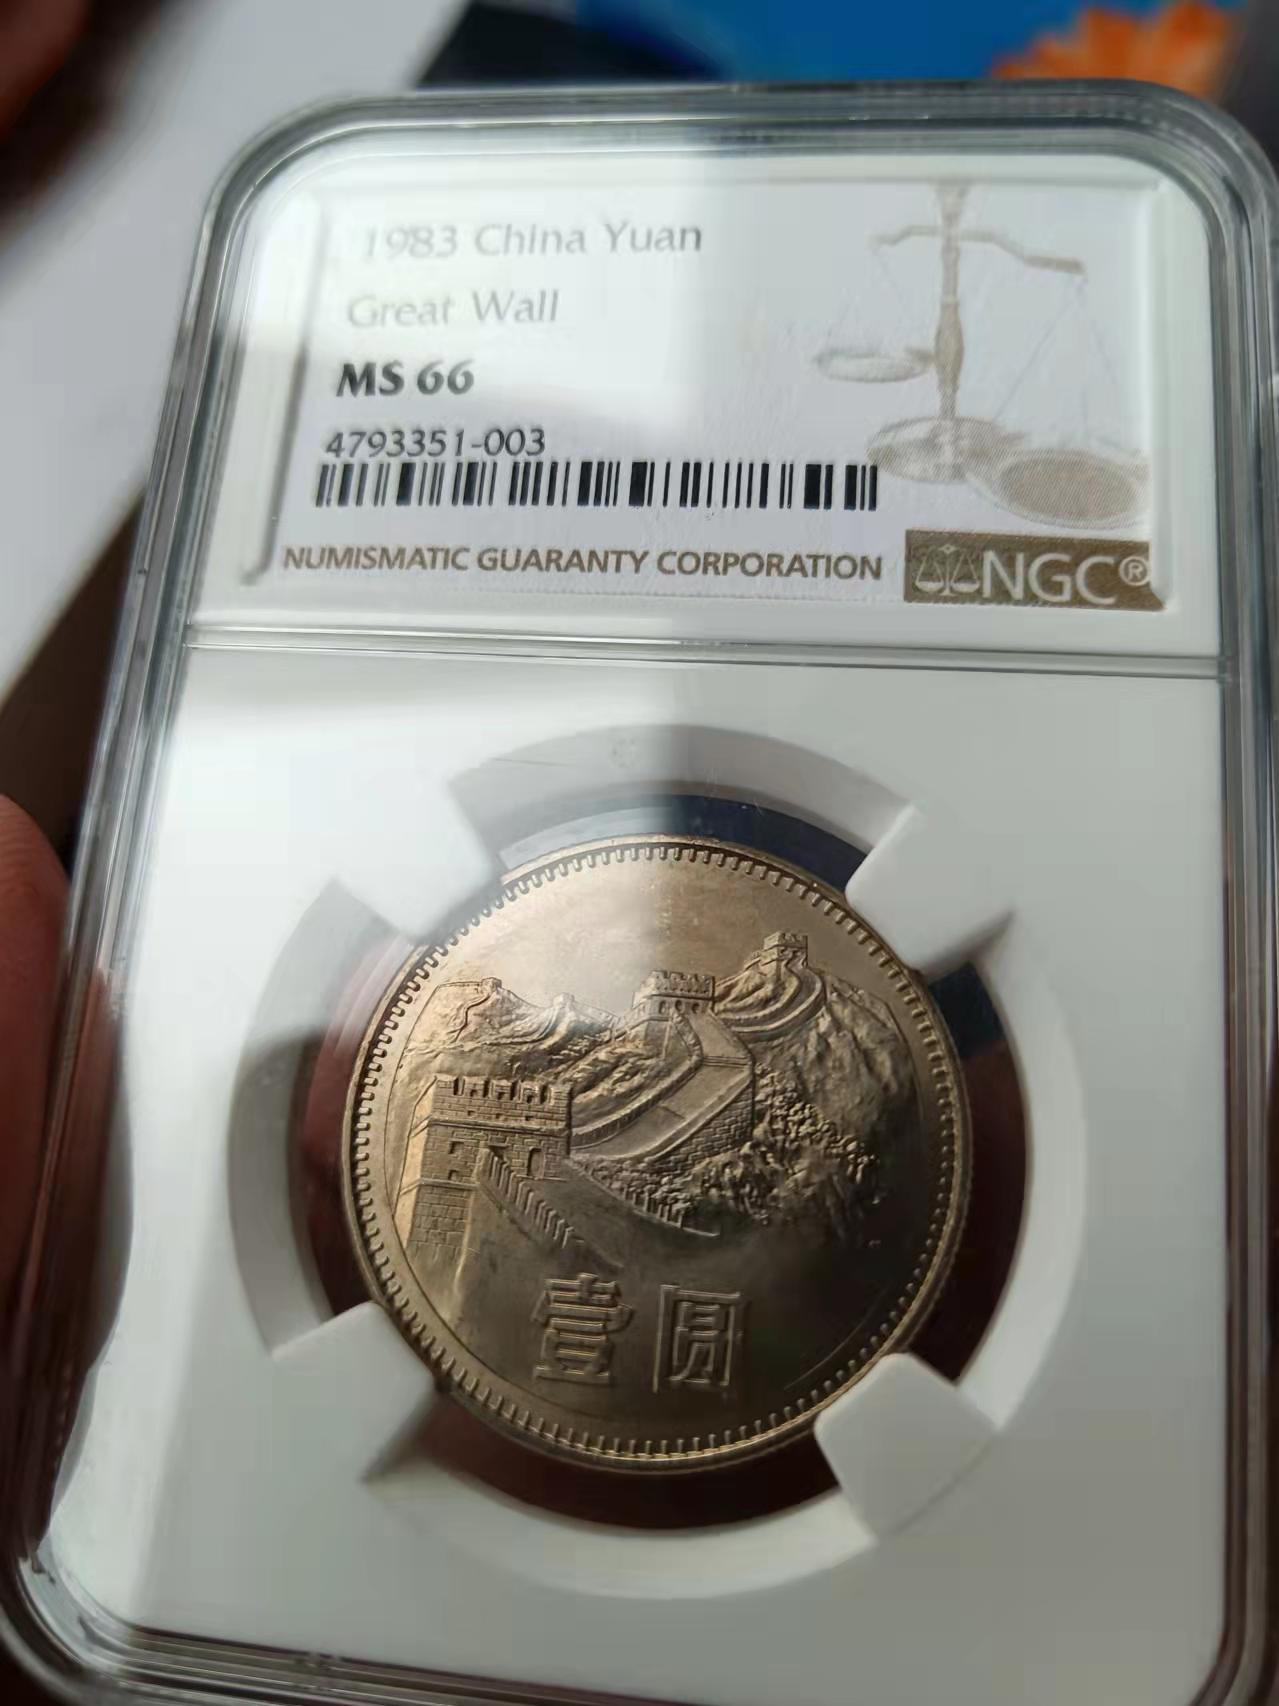 1983 China Yuan
Great Wall
MS 66
4793351-003
NUMISMATIC GUARANTY CORPORATION NGC®
壹圆